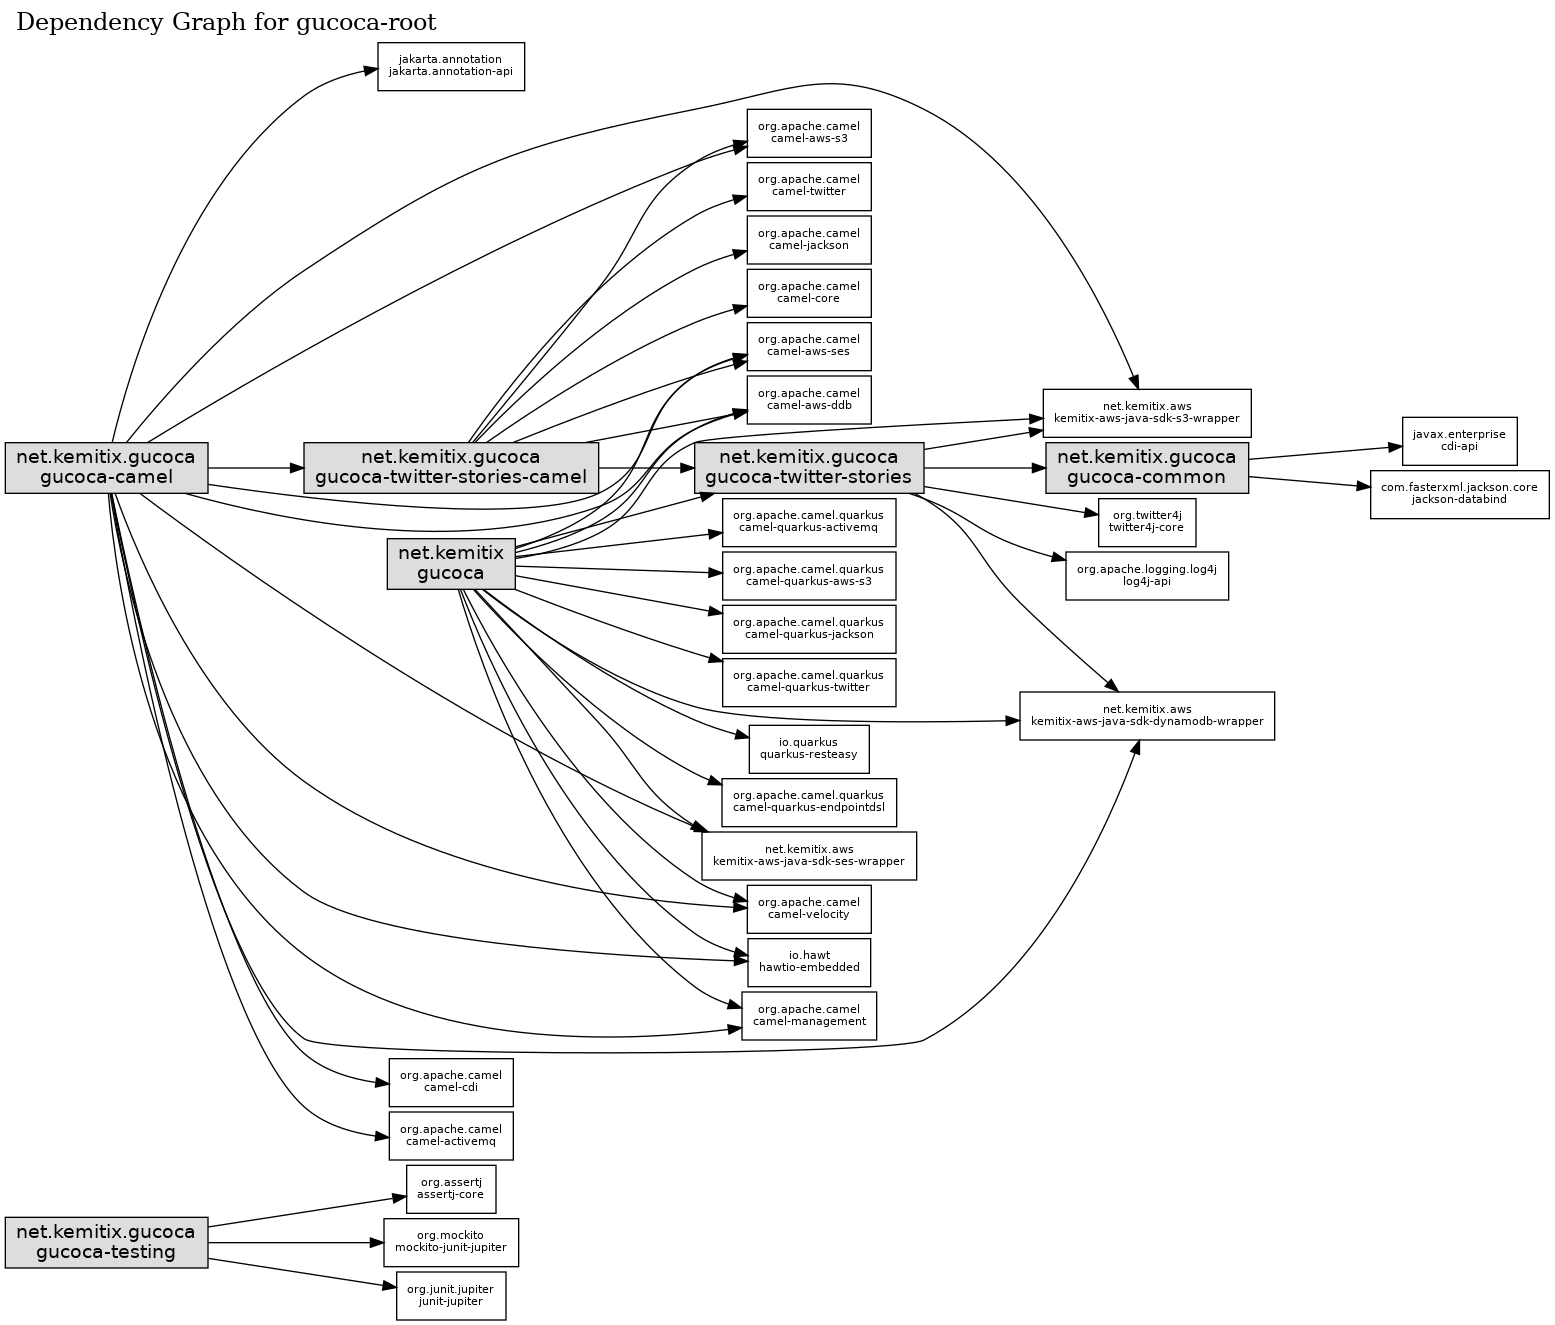 Dependency Graph for gucoca-root
jakarta.annotation
jakarta.annotation-api
org.apache.camel
camel-aws-s3
org.apache.camel
camel-twitter
org.apache.camel
camel-jackson
org.apache.camel
camel-core
org.apache.camel
camel-aws-ses
org.apache.camel
camel-aws-ddb
net.kemitix.aws
kemitix-aws-java-sdk-s3-wrapper
javax.enterprise
cdi-api
net.kemitix.gucoca
gucoca-camel
net.kemitix.gucoca
gucoca-twitter-stories-camel
net.kemitix.gucoca
gucoca-twitter-stories
net.kemitix.gucoca
gucoca-common
com.fasterxml.jackson.core
jackson-databind
org.apache.camel.quarkus
camel-quarkus-activemq
org.twitter4j
twitter4j-core
net.kemitix
gucoca
org.apache.camel.quarkus
camel-quarkus-aws-s3
org.apache.logging.log4j
log4j-api
org.apache.camel.quarkus
camel-quarkus-jackson
org.apache.camel.quarkus
camel-quarkus-twitter
net.kemitix.aws
kemitix-aws-java-sdk-dynamodb-wrapper
io.quarkus
quarkus-resteasy
org.apache.camel.quarkus
camel-quarkus-endpointdsl
net.kemitix.aws
kemitix-aws-java-sdk-ses-wrapper
org.apache.camel
camel-velocity
io.hawt
hawtio-embedded
org.apache.camel
camel-management
org.apache.camel
camel-cdi
org.apache.camel
camel-activemq
org.assertj
assertj-core
net.kemitix.gucoca
gucoca-testing
org.mockito
mockito-junit-jupiter
org.junit.jupiter
junit-jupiter